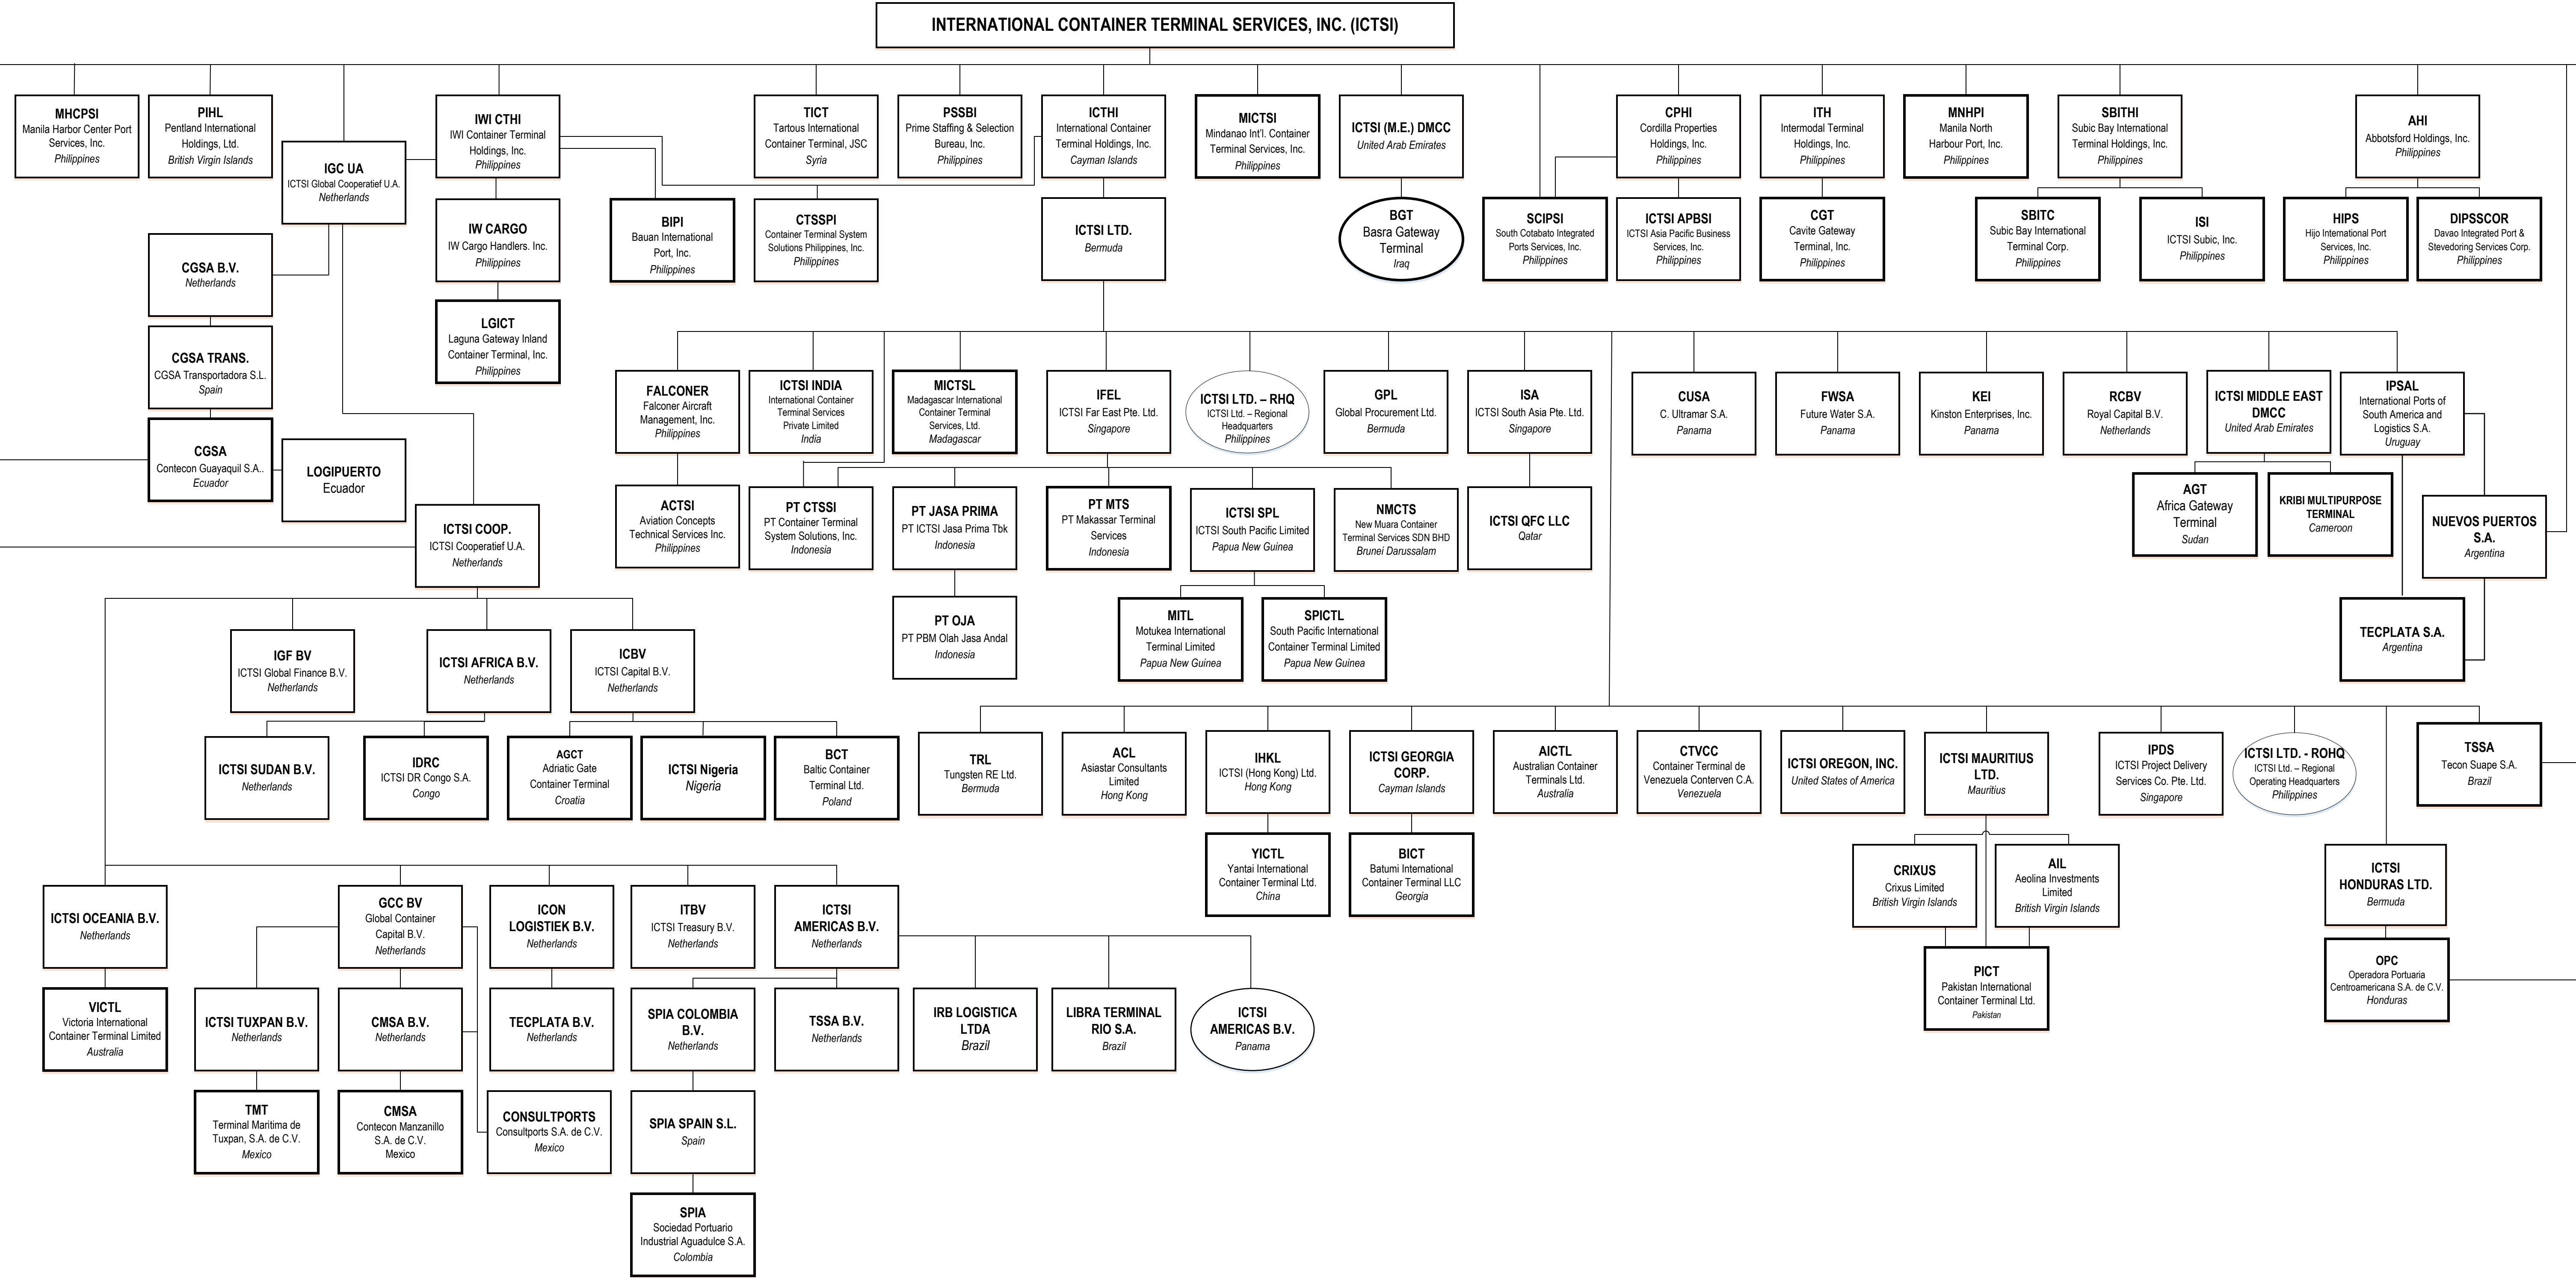 INTERNATIONAL CONTAINER TERMINAL SERVICES, INC. (ICTSI)
MHCPSI
Manila Harbor Center Port
Services, Inc.
Philippines
PIHL
Pentland International
Holdings, Ltd.
British Virgin Islands
IGC UA
ICTSI Global Cooperatief U.A.
Netherlands
IWI CTHI
IWI Container Terminal
Holdings, Inc.
Philippines
TICT
Tartous International
Container Terminal, JSC
Syria
PSSBI
Prime Staffing & Selection
Bureau, Inc.
Philippines
ICTHI
International Container
Terminal Holdings, Inc.
Cayman Islands
MICTSI
Mindanao Int'l. Container
Terminal Services, Inc.
Philippines
ICTSI (M.E.) DMCC
United Arab Emirates
CPHI
Cordilla Properties
Holdings, Inc.
Philippines
ITH
Intermodal Terminal
Holdings, Inc.
Philippines
MNHPI
Manila North
Harbour Port, Inc.
Philippines
SBITHI
Subic Bay International
Terminal Holdings, Inc.
Philippines
AHI
Abbotsford Holdings, Inc.
Philippines
CGSA B.V.
Netherlands
IW CARGO
IW Cargo Handlers. Inc.
Philippines
BIPI
Bauan International
Port, Inc.
Philippines
CTSSPI
Container Terminal System
Solutions Philippines, Inc.
Philippines
ICTSI LTD.
Bermuda
BGT
Basra Gateway
Terminal
Iraq
SCIPSI
South Cotabato Integrated
Ports Services, Inc.
Philippines
ICTSI APBSI
ICTSI Asia Pacific Business
Services, Inc.
Philippines
CGT
Cavite Gateway
Terminal, Inc.
Philippines
SBITC
Subic Bay International
Terminal Corp.
Philippines
ISI
ICTSI Subic, Inc.
Philippines
HIPS
Hijo International Port
Services, Inc.
Philippines
DIPSSCOR
Davao Integrated Port &
Stevedoring Services Corp.
Philippines
CGSA TRANS.
CGSA Transportadora S.L.
Spain
LGICT
Laguna Gateway Inland
Container Terminal, Inc.
Philippines
CGSA
Contecon Guayaquil S.A..
Ecuador
LOGIPUERTO
Ecuador
FALCONER
Falconer Aircraft
Management, Inc.
Philippines
ICTSI INDIA
International Container
Terminal Services
Private Limited
India
MICTSL
Madagascar International
Container Terminal
Services, Ltd.
Madagascar
IFEL
ICTSI Far East Pte. Ltd.
Singapore
ICTSI LTD. – RHQ
ICTSI Ltd. – Regional
Headquarters
Philippines
GPL
Global Procurement Ltd.
Bermuda
ISA
ICTSI South Asia Pte. Ltd.
Singapore
CUSA
C. Ultramar S.A.
Panama
FWSA
Future Water S.A.
Panama
KEI
Kinston Enterprises, Inc.
Panama
RCBV
Royal Capital B.V.
Netherlands
ICTSI MIDDLE EAST
DMCC
United Arab Emirates
IPSAL
International Ports of
South America and
Logistics S.A.
Uruguay
ICTSI COOP.
ICTSI Cooperatief U.A.
Netherlands
ACTSI
Aviation Concepts
Technical Services Inc.
Philippines
PT CTSSI
PT Container Terminal
System Solutions, Inc.
Indonesia
PT JASA PRIMA
PT ICTSI Jasa Prima Tbk
Indonesia
PT MTS
PT Makassar Terminal
Services
Indonesia
ICTSI SPL
ICTSI South Pacific Limited
Papua New Guinea
NMCTS
New Muara Container
Terminal Services SDN BHD
Brunei Darussalam
ICTSI QFC LLC
Qatar
AGT
Africa Gateway
Terminal
Sudan
KRIBI MULTIPURPOSE
TERMINAL
Cameroon
NUEVOS PUERTOS
S.A.
Argentina
PT OJA
PT PBM Olah Jasa Andal
Indonesia
MITL
Motukea International
Terminal Limited
Papua New Guinea
SPICTL
South Pacific International
Container Terminal Limited
Papua New Guinea
TECPLATA S.A.
Argentina
IGF BV
ICTSI Global Finance B.V.
Netherlands
ICTSI AFRICA B.V.
Netherlands
ICBV
ICTSI Capital B.V.
Netherlands
ICTSI SUDAN B.V.
Netherlands
IDRC
ICTSI DR Congo S.A.
Congo
AGCT
Adriatic Gate
Container Terminal
Croatia
ICTSI Nigeria
Nigeria
BCT
Baltic Container
Terminal Ltd.
Poland
TRL
Tungsten RE Ltd.
Bermuda
ACL
Asiastar Consultants
Limited
Hong Kong
IHKL
ICTSI (Hong Kong) Ltd.
Hong Kong
ICTSI GEORGIA
CORP.
Cayman Islands
AICTL
Australian Container
Terminals Ltd.
Australia
CTVCC
Container Terminal de
Venezuela Conterven C.A.
Venezuela
ICTSI OREGON, INC.
United States of America
ICTSI MAURITIUS
LTD.
Mauritius
IPDS
ICTSI Project Delivery
Services Co. Pte. Ltd.
Singapore
ICTSI LTD. - ROHQ
ICTSI Ltd. – Regional
Operating Headquarters
Philippines
TSSA
Tecon Suape S.A.
Brazil
YICTL
Yantai International
Container Terminal Ltd.
China
BICT
Batumi International
Container Terminal LLC
Georgia
CRIXUS
Crixus Limited
British Virgin Islands
AIL
Aeolina Investments
Limited
British Virgin Islands
ICTSI
HONDURAS LTD.
Bermuda
ICTSI OCEANIA B.V.
Netherlands
GCC BV
Global Container
Capital B.V.
Netherlands
ICON
LOGISTIEK B.V.
Netherlands
ITBV
ICTSI Treasury B.V.
Netherlands
ICTSI
AMERICAS B.V.
Netherlands
PICT
Pakistan International
Container Terminal Ltd.
Pakistan
OPC
Operadora Portuaria
Centroamericana S.A. de C.V.
Honduras
VICTL
Victoria International
Container Terminal Limited
Australia
ICTSI TUXPAN B.V.
Netherlands
CMSA B.V.
Netherlands
TECPLATA B.V.
Netherlands
SPIA COLOMBIA
B.V.
Netherlands
TSSA B.V.
Netherlands
IRB LOGISTICA
LTDA
Brazil
LIBRA TERMINAL
RIO S.A.
Brazil
ICTSI
AMERICAS B.V.
Panama
TMT
Terminal Maritima de
Tuxpan, S.A. de C.V.
Mexico
CMSA
Contecon Manzanillo
S.A. de C.V.
Mexico
CONSULTPORTS
Consultports S.A. de C.V.
Mexico
SPIA SPAIN S.L.
Spain
SPIA
Sociedad Portuario
Industrial Aguadulce S.A.
Colombia